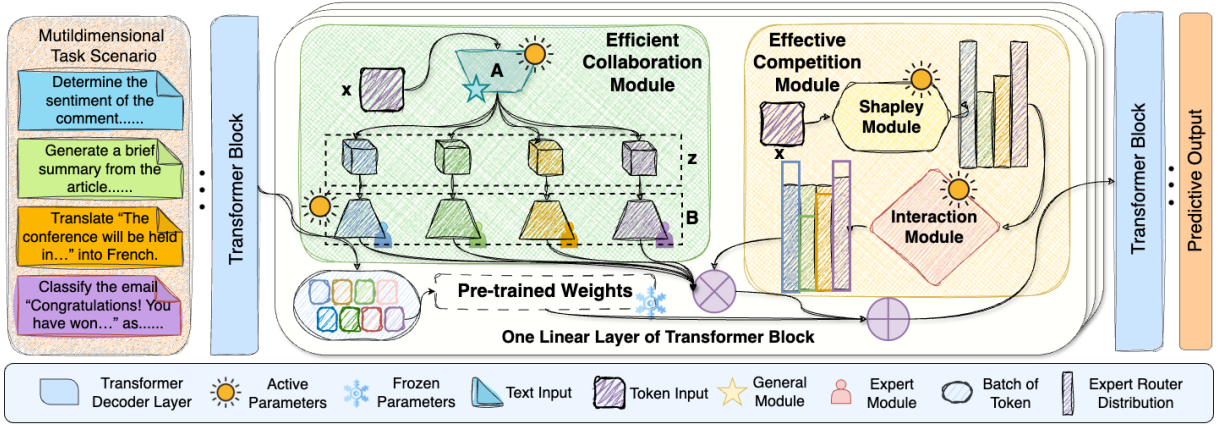 Mutildimensional
Task Scenario
Determine the
sentiment of the
comment......
Generate a brief
summary from the
article......
Translate “The
conference will be held
in…” into French.
Classify the email
“Congratulations! You
have won…” as......
Transformer Block
Efficient
Collaboration
Module
x
A
z
B
Effective
Competition
Module
x
Shapley
Module
Interaction
Module
Pre-trained Weights
One Linear Layer of Transformer Block
Transformer Block
Predictive Output
Transformer
Decoder Layer
Active
Parameters
Frozen
Parameters
Text Input
Token Input
General
Module
Expert
Module
Batch of
Token
Expert Router
Distribution